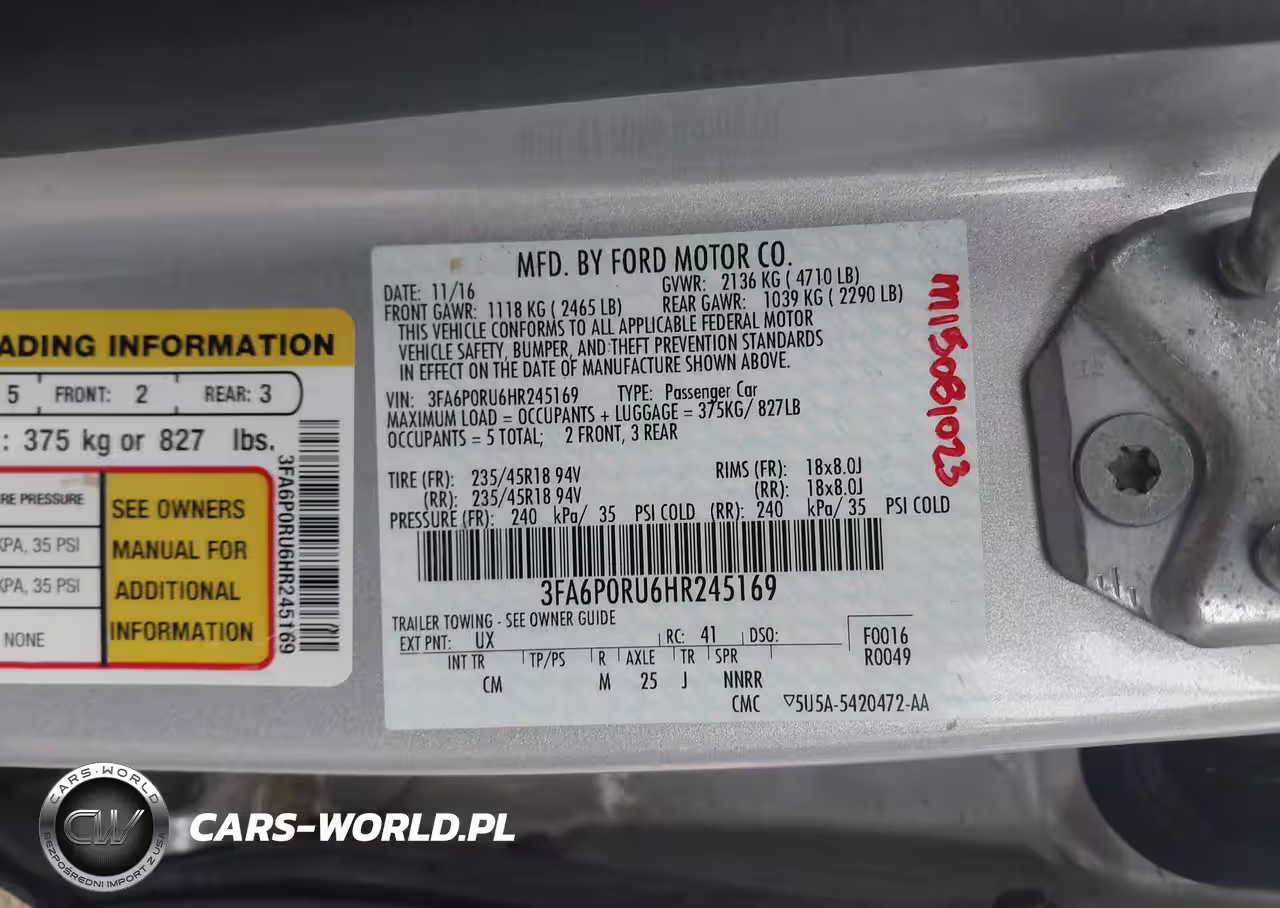 ADING INFORMATION
5 FRONT: 2 REAR: 3
: 375 kg or 827 lbs.
RE PRESSURE
KPA, 35 PSI
KPA, 35 PSI
NONE
SEE OWNERS
MANUAL FOR
ADDITIONAL
INFORMATION
3FA6P0RU6HR245169
MFD. BY FORD MOTOR CO.
DATE: 11/16 GVWR: 2136 KG ( 4710 LB)
FRONT GAWR: 1118 KG ( 2465 LB) REAR GAWR: 1039 KG ( 2290 LB)
THIS VEHICLE CONFORMS TO ALL APPLICABLE FEDERAL MOTOR
VEHICLE SAFETY, BUMPER, AND THEFT PREVENTION STANDARDS
IN EFFECT ON THE DATE OF MANUFACTURE SHOWN ABOVE.
VIN: 3FA6P0RU6HR245169 TYPE: Passenger Car
MAXIMUM LOAD = OCCUPANTS + LUGGAGE = 375KG/ 827LB
OCCUPANTS = 5 TOTAL; 2 FRONT, 3 REAR
TIRE (FR): 235/45R18 94V RIMS (FR): 18x8.0J
(RR): 235/45R18 94V (RR): 18x8.0J
PRESSURE (FR): 240 kPa/ 35 PSI COLD (RR): 240 kPa/ 35 PSI COLD
3FA6P0RU6HR245169
TRAILER TOWING - SEE OWNER GUIDE
EXT PNT: UX RC: 41 DSO: F0016
R0049
INT TR TP/PS R AXLE TR SPR
CM M 25 J NNRR
CMC ▽5U5A-5420472-AA
M15081023
CARS-WORLD
CW
BEZPOŚREDNI IMPORT Z USA
CARS-WORLD.PL